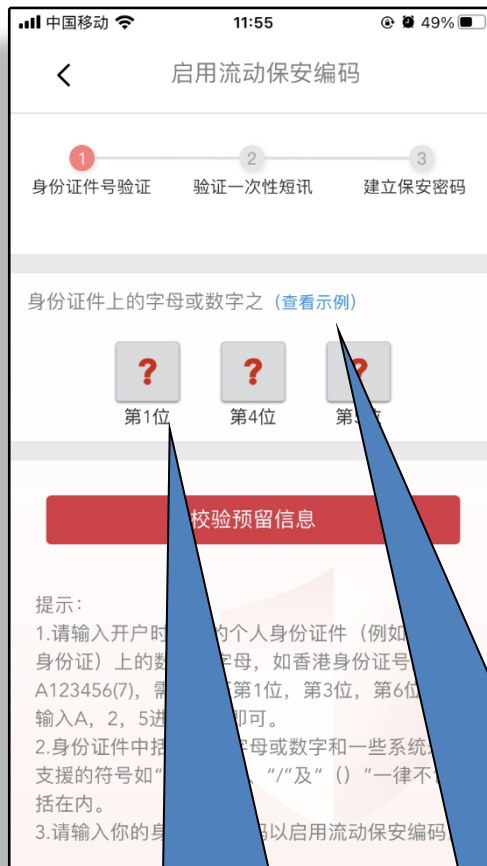 中国移动 11:55 49%
启用流动保安编码
1 2 3
身份证件号验证 验证一次性短讯 建立保安密码
身份证件上的字母或数字之（查看示例）
? ? ?
第1位 第4位 第 位
校验预留信息
提示：
1.请输入开户时 的个人身份证件（例如
身份证）上的数 字母，如香港身份证号
A123456(7)，需 第1位，第3位，第6位
输入A，2，5进 即可。
2.身份证件中括 字母或数字和一些系统
支援的符号如“ 、“/”及”（）”一律不
括在内。
3.请输入你的身 码以启用流动保安编码